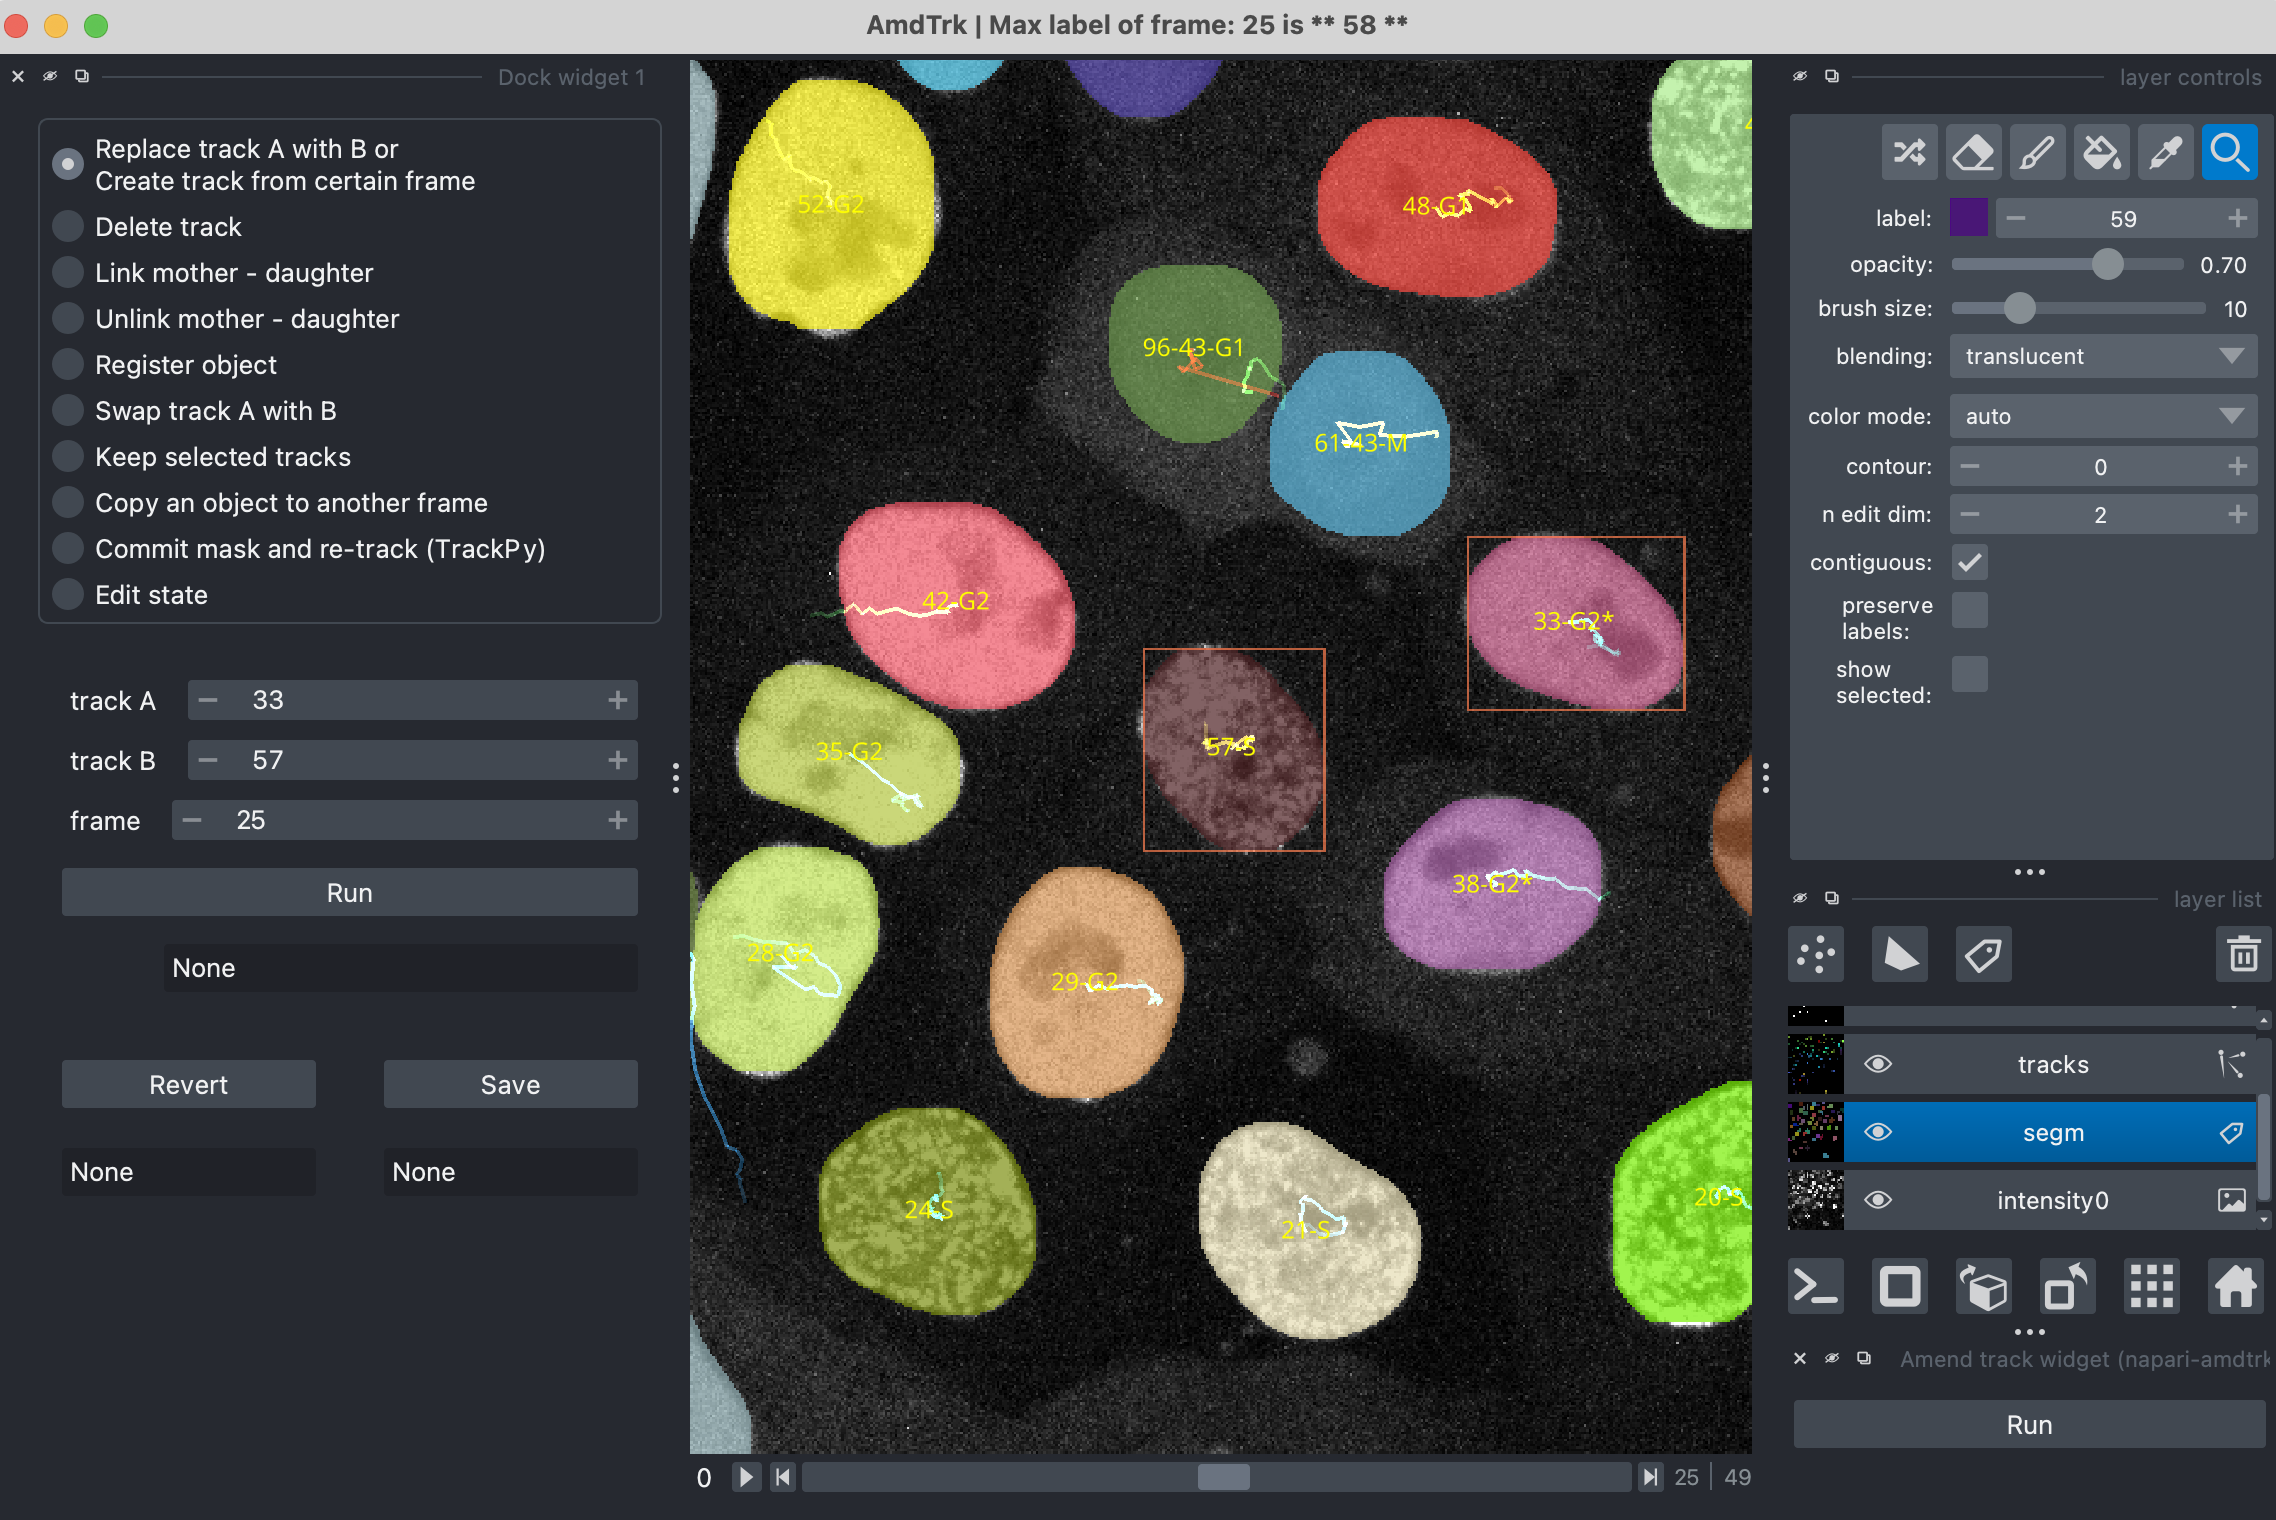 AmdTrk | Max label of frame: 25 is ** 58 **
Dock widget 1
Replace track A with B or
Create track from certain frame
Delete track
Link mother - daughter
Unlink mother - daughter
Register object
Swap track A with B
Keep selected tracks
Copy an object to another frame
Commit mask and re-track (TrackPy)
Edit state
track A
33
track B
57
frame
25
Run
None
Revert
Save
None
None
52-G2
48-G1
96-43-G1
61-43-M
42-G2
33-G2*
57-S
35-G2
38-G2*
28-G2
29-G2
24-S
21-S
20-S
0
25 | 49
layer controls
label:
59
opacity:
0.70
brush size:
10
blending:
translucent
color mode:
auto
contour:
0
n edit dim:
2
contiguous:
preserve
labels:
show
selected:
layer list
tracks
segm
intensity0
Amend track widget (napari-amdtrk
Run